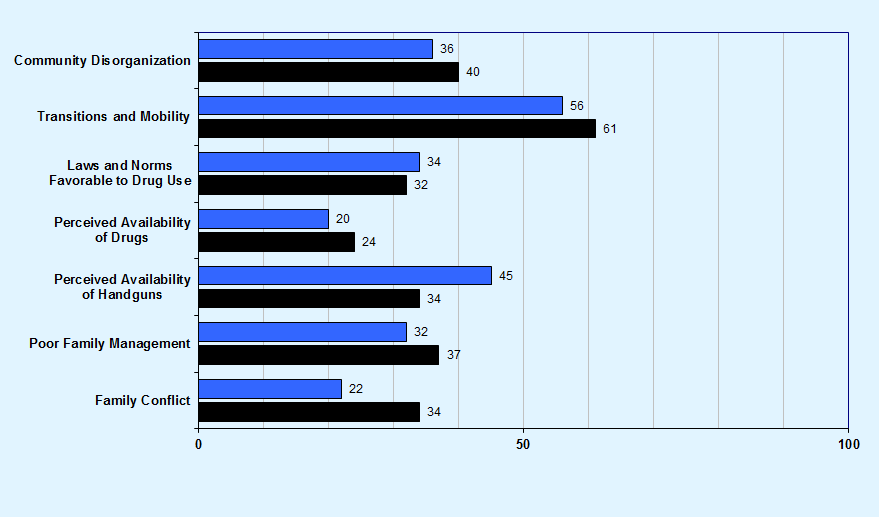 Community Disorganization
36
40
Transitions and Mobility
56
61
Laws and Norms
Favorable to Drug Use
34
32
Perceived Availability
of Drugs
20
24
Perceived Availability
of Handguns
45
34
Poor Family Management
32
37
Family Conflict
22
34
0 50 100